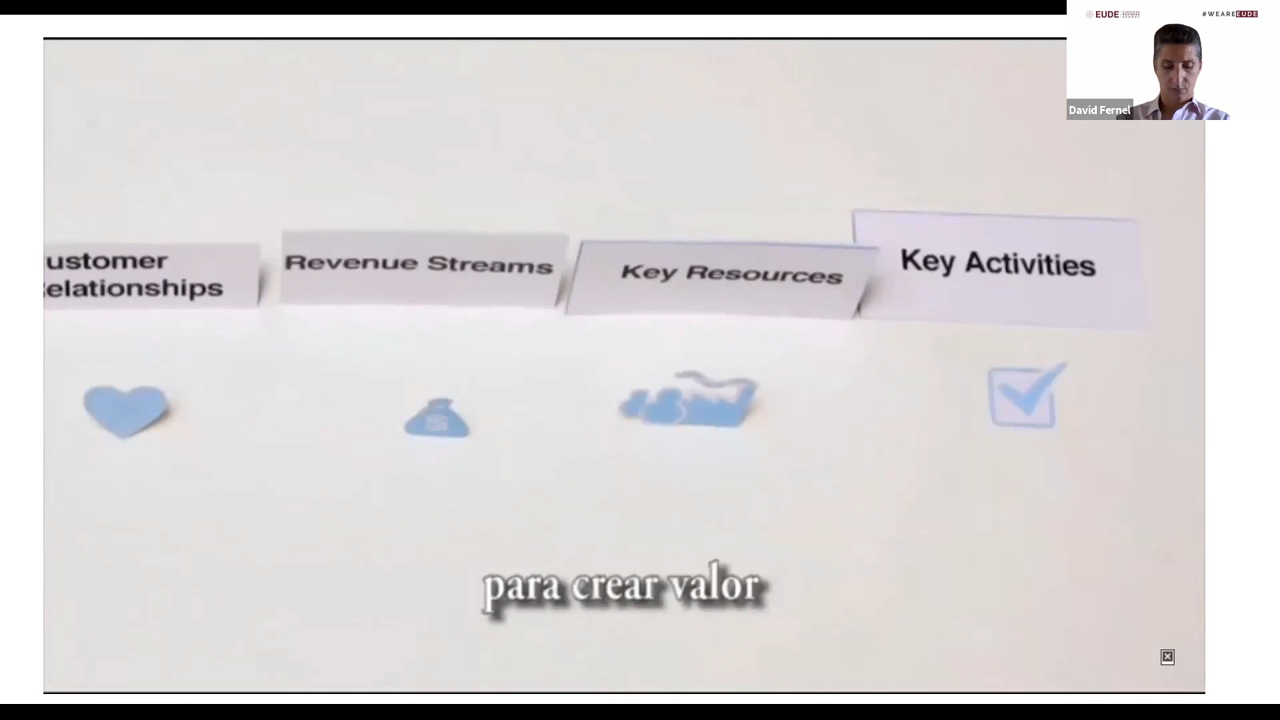 EUDE
#WEAREEUDE
David Fernel
ustomer
elationships
Revenue Streams
Key Resources
Key Activities
$
para crear valor